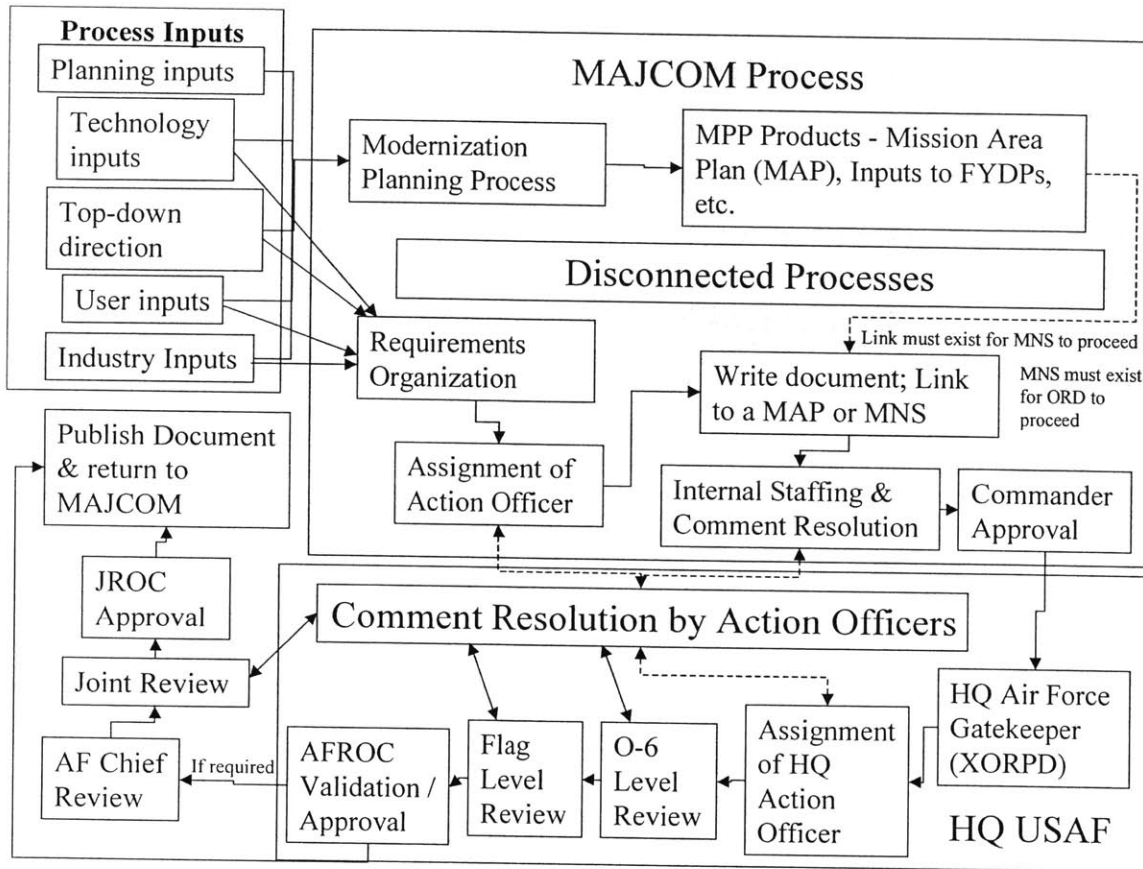 Process Inputs
Planning inputs
Technology
inputs
Top-down
direction
User inputs
Industry Inputs
MAJCOM Process
Modernization
Planning Process
MPP Products - Mission Area
Plan (MAP), Inputs to FYDPs,
etc.
Disconnected Processes
Requirements
Organization
Link must exist for MNS to proceed
Write document; Link
to a MAP or MNS
MNS must exist
for ORD to
proceed
Assignment of
Action Officer
Internal Staffing &
Comment Resolution
Commander
Approval
Publish Document
& return to
MAJCOM
JROC
Approval
Joint Review
AF Chief
Review
If required
Comment Resolution by Action Officers
AFROC
Validation /
Approval
Flag
Level
Review
O-6
Level
Review
Assignment
of HQ
Action
Officer
HQ Air Force
Gatekeeper
(XORPD)
HQ USAF